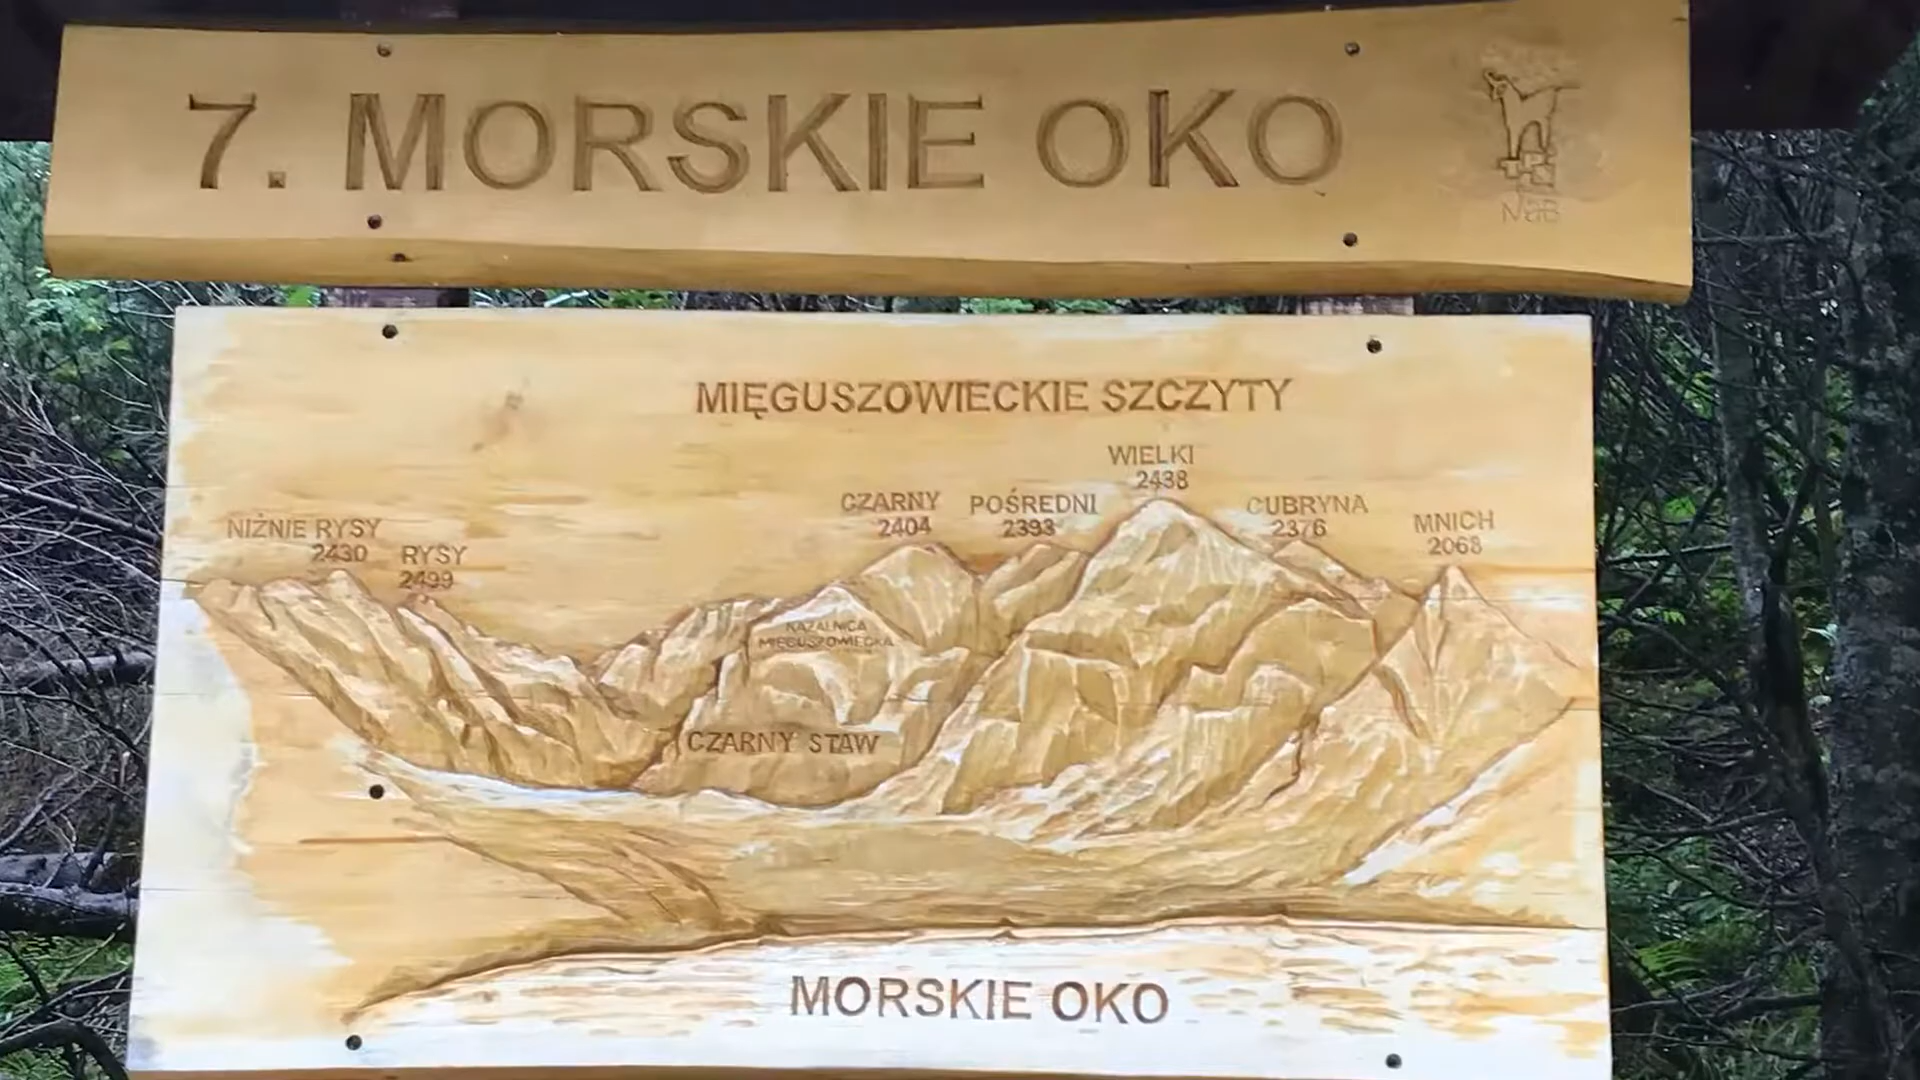 7. MORSKIE OKO
MIĘGUSZOWIECKIE SZCZYTY
WIELKI
2438
CZARNY
2404
POŚREDNI
2393
CUBRYNA
2376
MNICH
2068
NIŻNIE RYSY
2430
RYSY
2499
KAZALNICA
MIĘGUSZOWIECKA
CZARNY STAW
MORSKIE OKO